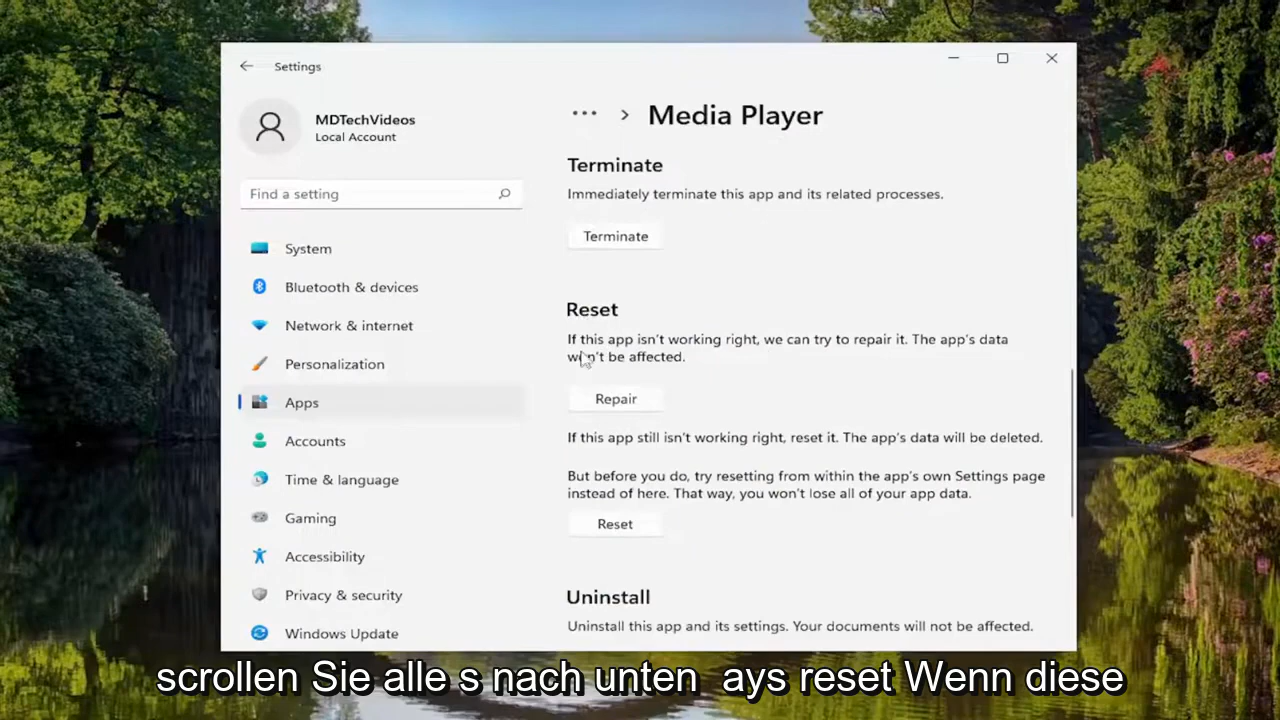 Settings
MDTechVideos
Local Account
Find a setting
System
Bluetooth & devices
Network & internet
Personalization
Apps
Accounts
Time & language
Gaming
Accessibility
Privacy & security
Windows Update
... > Media Player
Terminate
Immediately terminate this app and its related processes.
Terminate
Reset
If this app isn't working right, we can try to repair it. The app's data
won't be affected.
Repair
If this app still isn't working right, reset it. The app's data will be deleted.
But before you do, try resetting from within the app's own Settings page
instead of here. That way, you won't lose all of your app data.
Reset
Uninstall
Uninstall this app and its settings. Your documents will not be affected.
scrollen Sie alle s nach unten ays reset Wenn diese